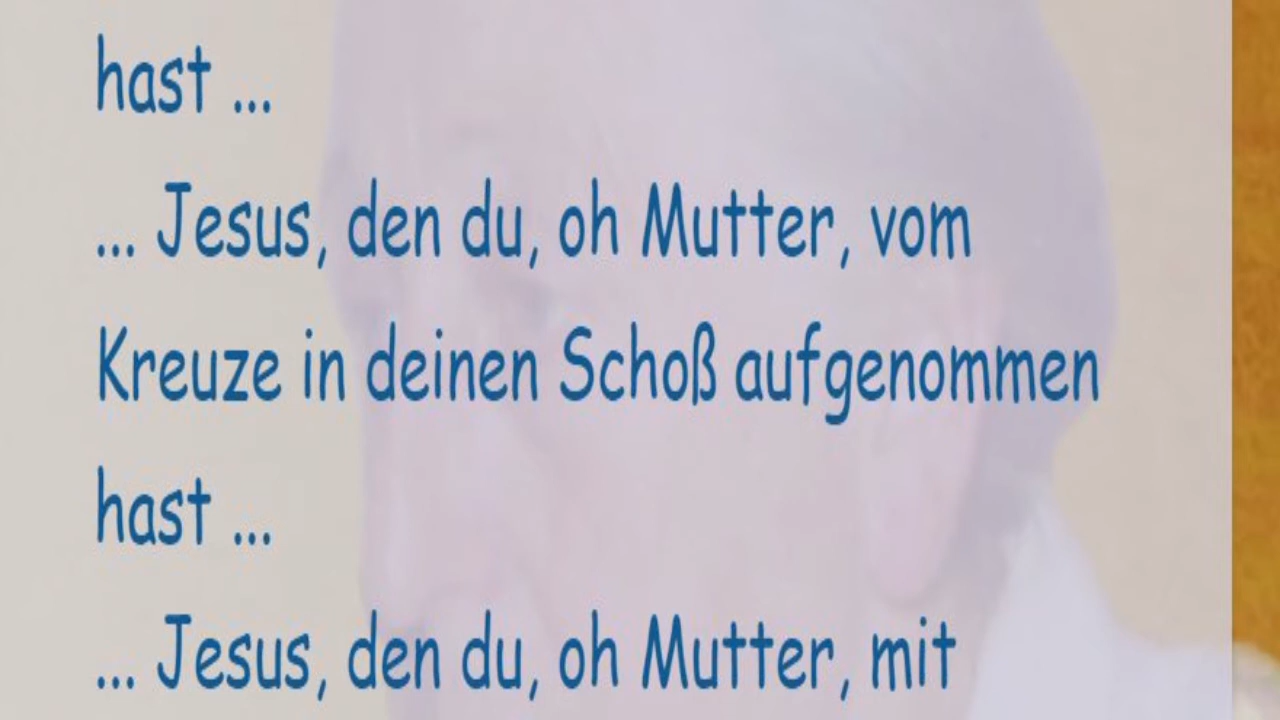 hast ...
... Jesus, den du, oh Mutter, vom
Kreuze in deinen Schoß aufgenommen
hast ...
... Jesus, den du, oh Mutter, mit